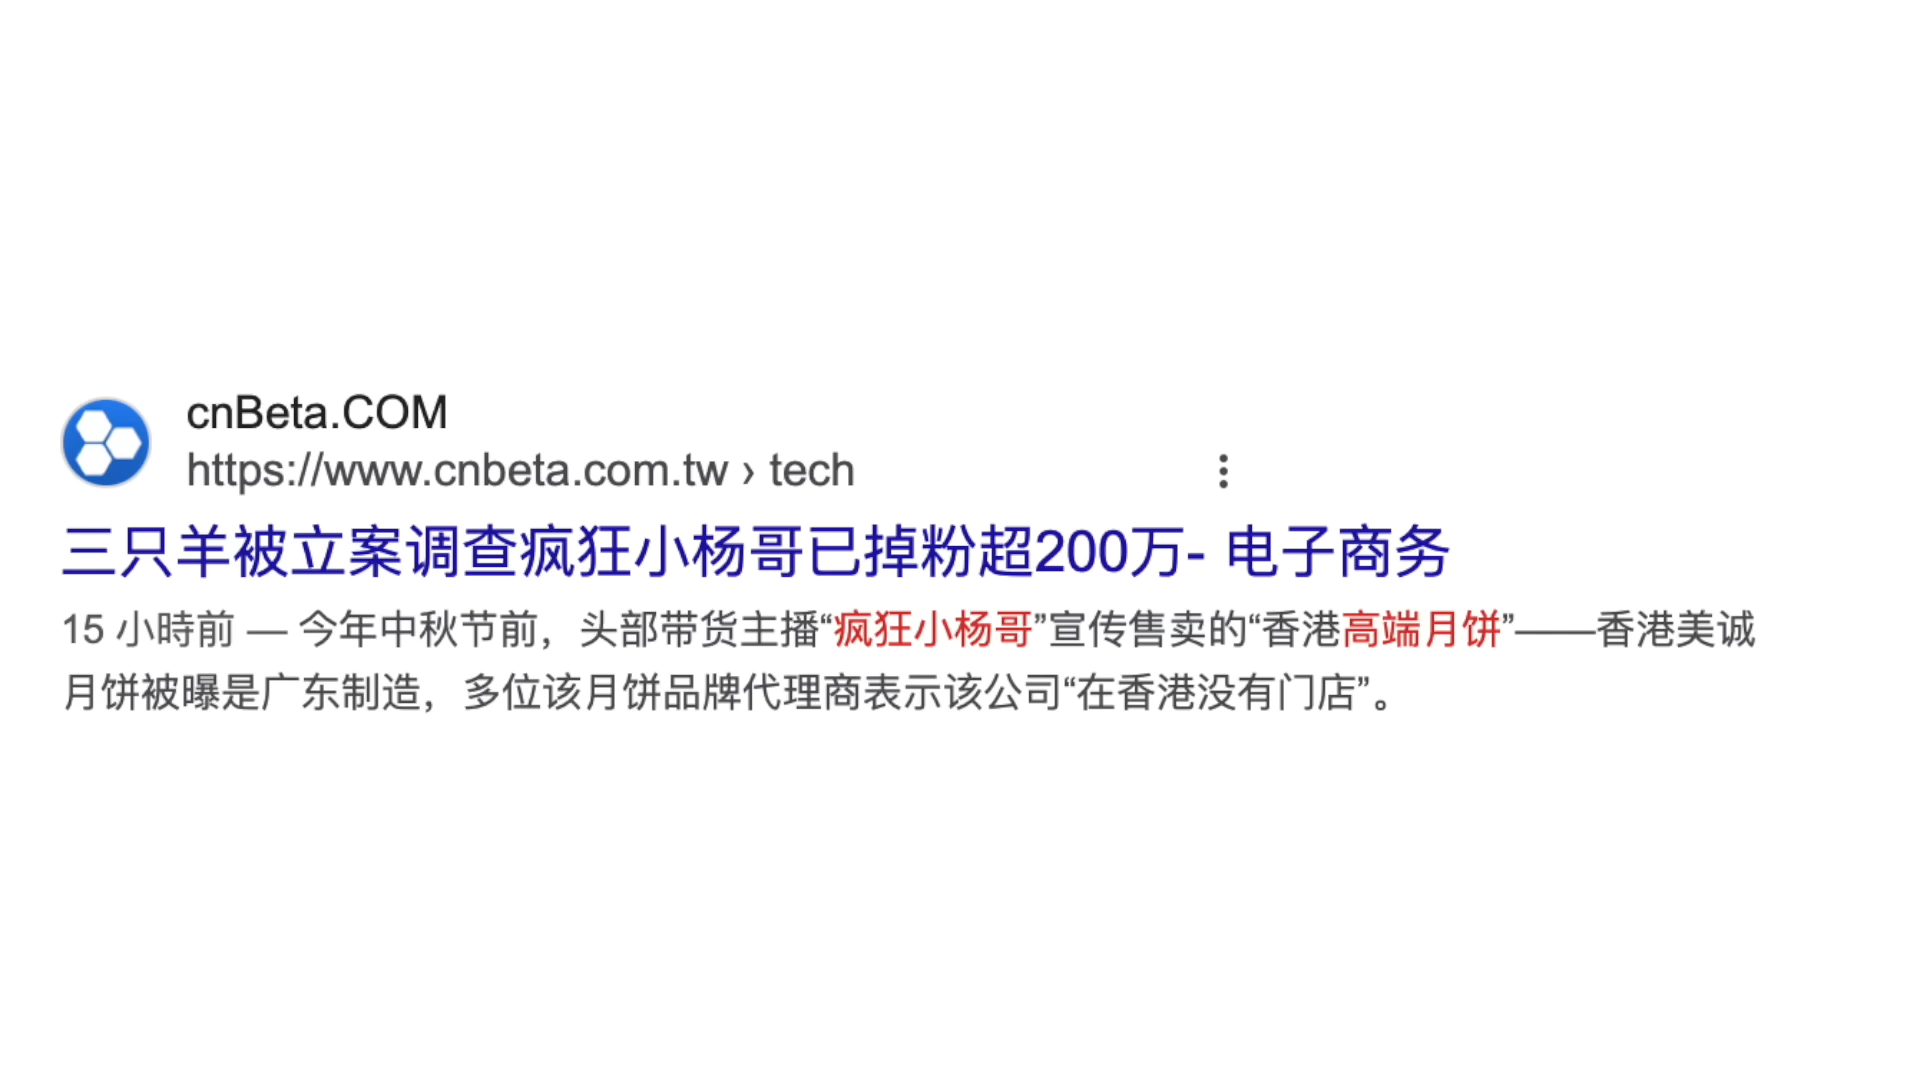 cnBeta.COM
https://www.cnbeta.com.tw › tech
三只羊被立案调查疯狂小杨哥已掉粉超200万- 电子商务
15 小時前 — 今年中秋节前，头部带货主播“疯狂小杨哥”宣传售卖的“香港高端月饼”——香港美诚
月饼被曝是广东制造，多位该月饼品牌代理商表示该公司“在香港没有门店”。